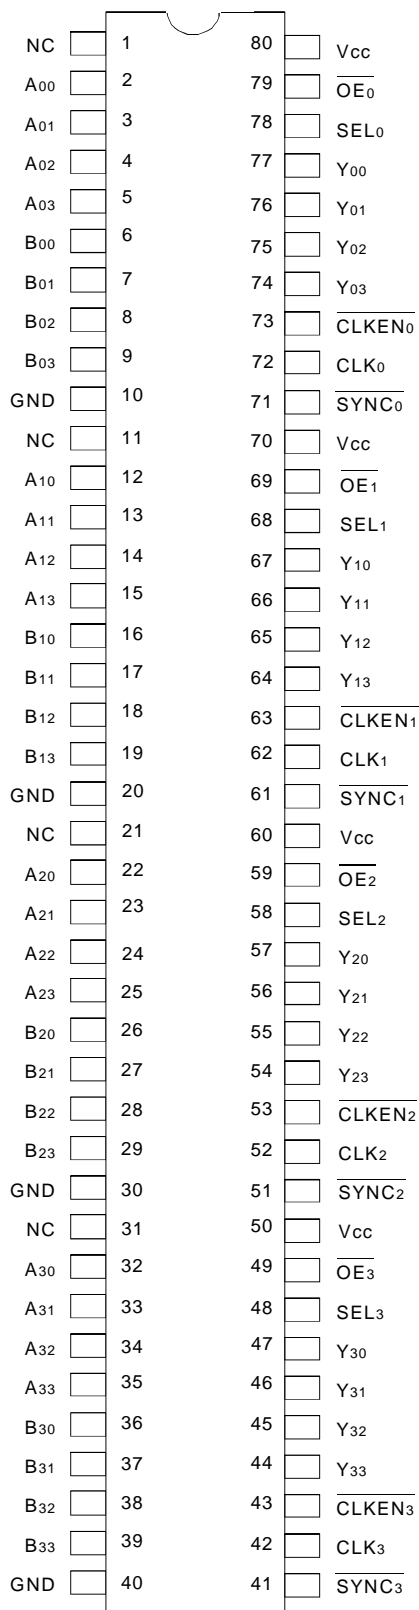 NC 1 80 Vcc
A00 2 79 OE0
A01 3 78 SEL0
A02 4 77 Y00
A03 5 76 Y01
B00 6 75 Y02
B01 7 74 Y03
B02 8 73 CLKEN0
B03 9 72 CLK0
GND 10 71 SYNC0
NC 11 70 Vcc
A10 12 69 OE1
A11 13 68 SEL1
A12 14 67 Y10
A13 15 66 Y11
B10 16 65 Y12
B11 17 64 Y13
B12 18 63 CLKEN1
B13 19 62 CLK1
GND 20 61 SYNC1
NC 21 60 Vcc
A20 22 59 OE2
A21 23 58 SEL2
A22 24 57 Y20
A23 25 56 Y21
B20 26 55 Y22
B21 27 54 Y23
B22 28 53 CLKEN2
B23 29 52 CLK2
GND 30 51 SYNC2
NC 31 50 Vcc
A30 32 49 OE3
A31 33 48 SEL3
A32 34 47 Y30
A33 35 46 Y31
B30 36 45 Y32
B31 37 44 Y33
B32 38 43 CLKEN3
B33 39 42 CLK3
GND 40 41 SYNC3